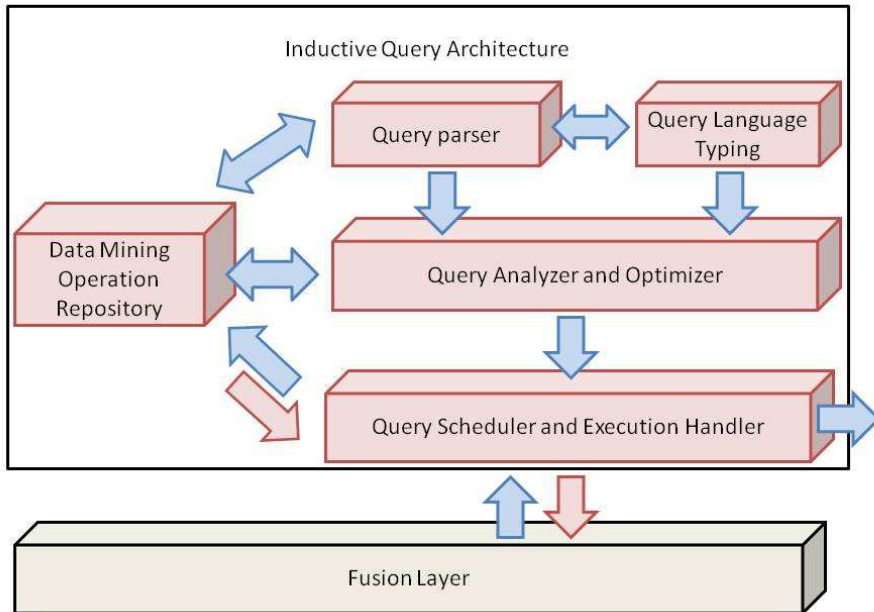 Inductive Query Architecture
Query parser
Query Language
Typing
Data Mining
Operation
Repository
Query Analyzer and Optimizer
Query Scheduler and Execution Handler
Fusion Layer